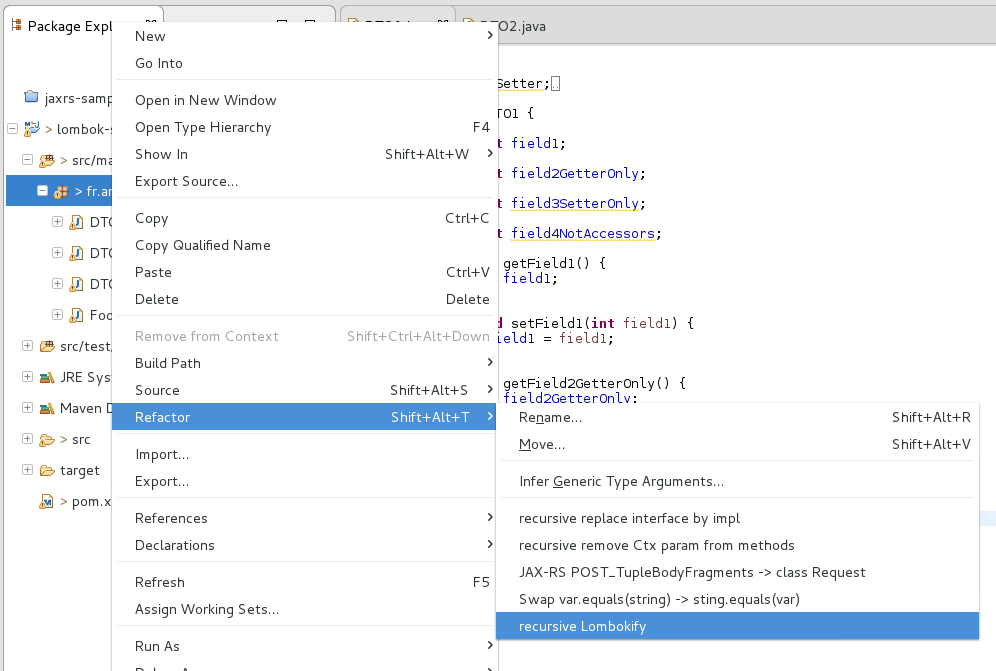 Package Expl
TO2.java
jaxrs-samp
> lombok-s
> src/ma
> fr.ar
DTO
DTO
DTO
Foo
src/test
JRE Sys
Maven D
> src
target
> pom.x
New
Go Into
Open in New Window
Open Type Hierarchy F4
Show In Shift+Alt+W
Export Source...
Copy Ctrl+C
Copy Qualified Name
Paste Ctrl+V
Delete Delete
Remove from Context Shift+Ctrl+Alt+Down
Build Path
Source Shift+Alt+S
Refactor Shift+Alt+T
Import...
Export...
References
Declarations
Refresh F5
Assign Working Sets...
Run As
Setter;
TO1 {
t field1;
t field2GetterOnly;
t field3SetterOnly;
t field4NotAccessors;
getField1() {
field1;
d setField1(int field1) {
ield1 = field1;
getField2GetterOnly() {
field2GetterOnly;
Rename... Shift+Alt+R
Move... Shift+Alt+V
Infer Generic Type Arguments...
recursive replace interface by impl
recursive remove Ctx param from methods
JAX-RS POST_TupleBodyFragments -> class Request
Swap var.equals(string) -> sting.equals(var)
recursive Lombokify